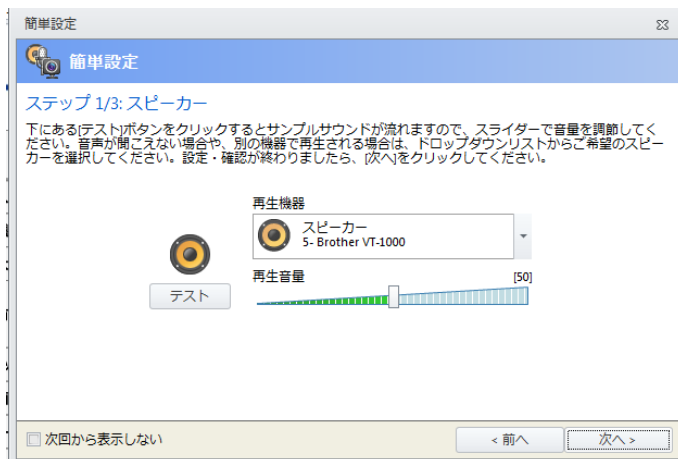 簡単設定
簡単設定
ステップ 1/3: スピーカー
下にある[テスト]ボタンをクリックするとサンプルサウンドが流れますので、スライダーで音量を調節してく
ださい。音声が聞こえない場合や、別の機器で再生される場合は、ドロップダウンリストからご希望のスピー
カーを選択してください。設定・確認が終わりましたら、[次へ]をクリックしてください。
再生機器
スピーカー
5- Brother VT-1000
再生音量 [50]
テスト
次回から表示しない
< 前へ
次へ >